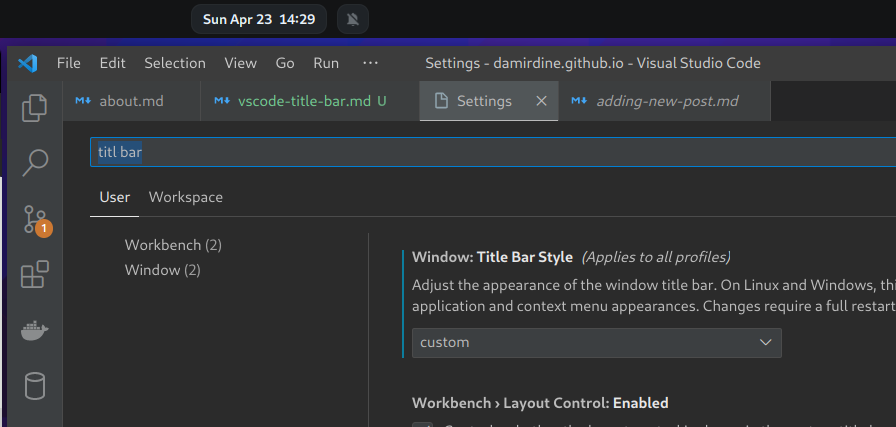 Sun Apr 23 14:29
File Edit Selection View Go Run ··· Settings - damirdine.github.io - Visual Studio Code
about.md vscode-title-bar.md U Settings adding-new-post.md
titl bar
User Workspace
Workbench (2)
Window (2)
1
Window: Title Bar Style (Applies to all profiles)
Adjust the appearance of the window title bar. On Linux and Windows,
application and context menu appearances. Changes require a full restart
custom
Workbench › Layout Control: Enabled